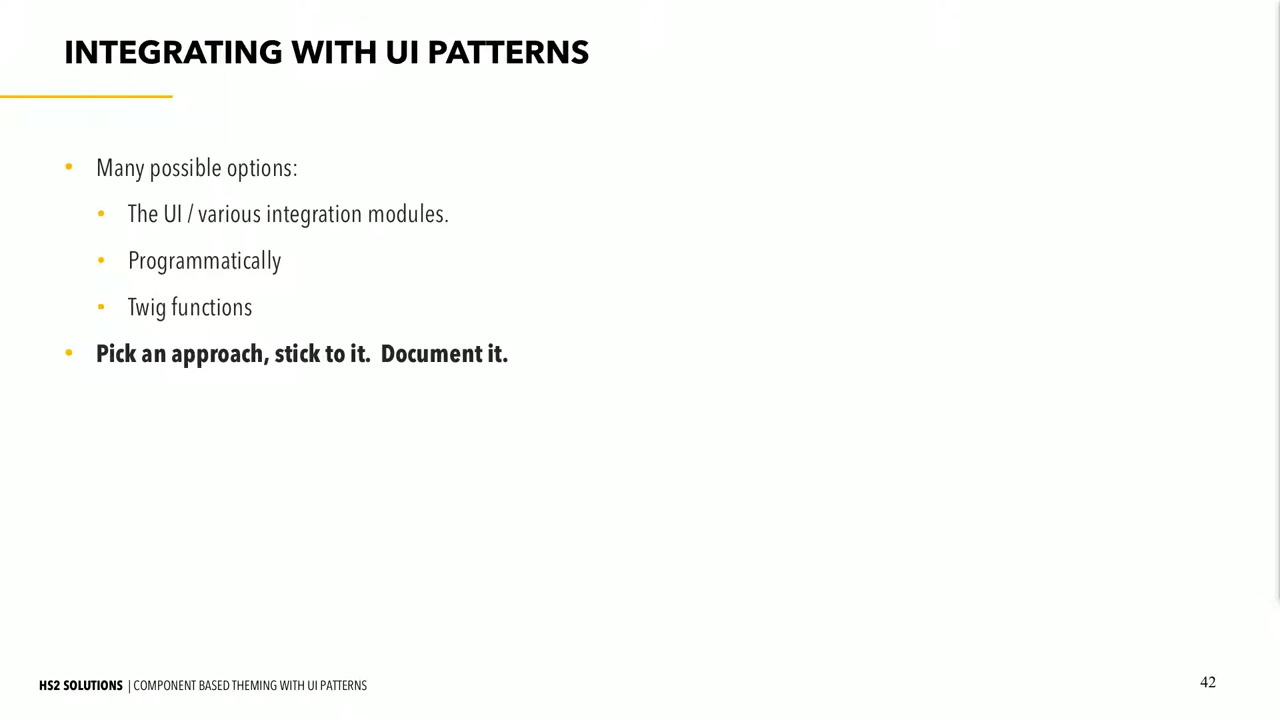 INTEGRATING WITH UI PATTERNS
• Many possible options:
• The UI / various integration modules.
• Programmatically
• Twig functions
• Pick an approach, stick to it.  Document it.
HS2 SOLUTIONS | COMPONENT BASED THEMING WITH UI PATTERNS
42